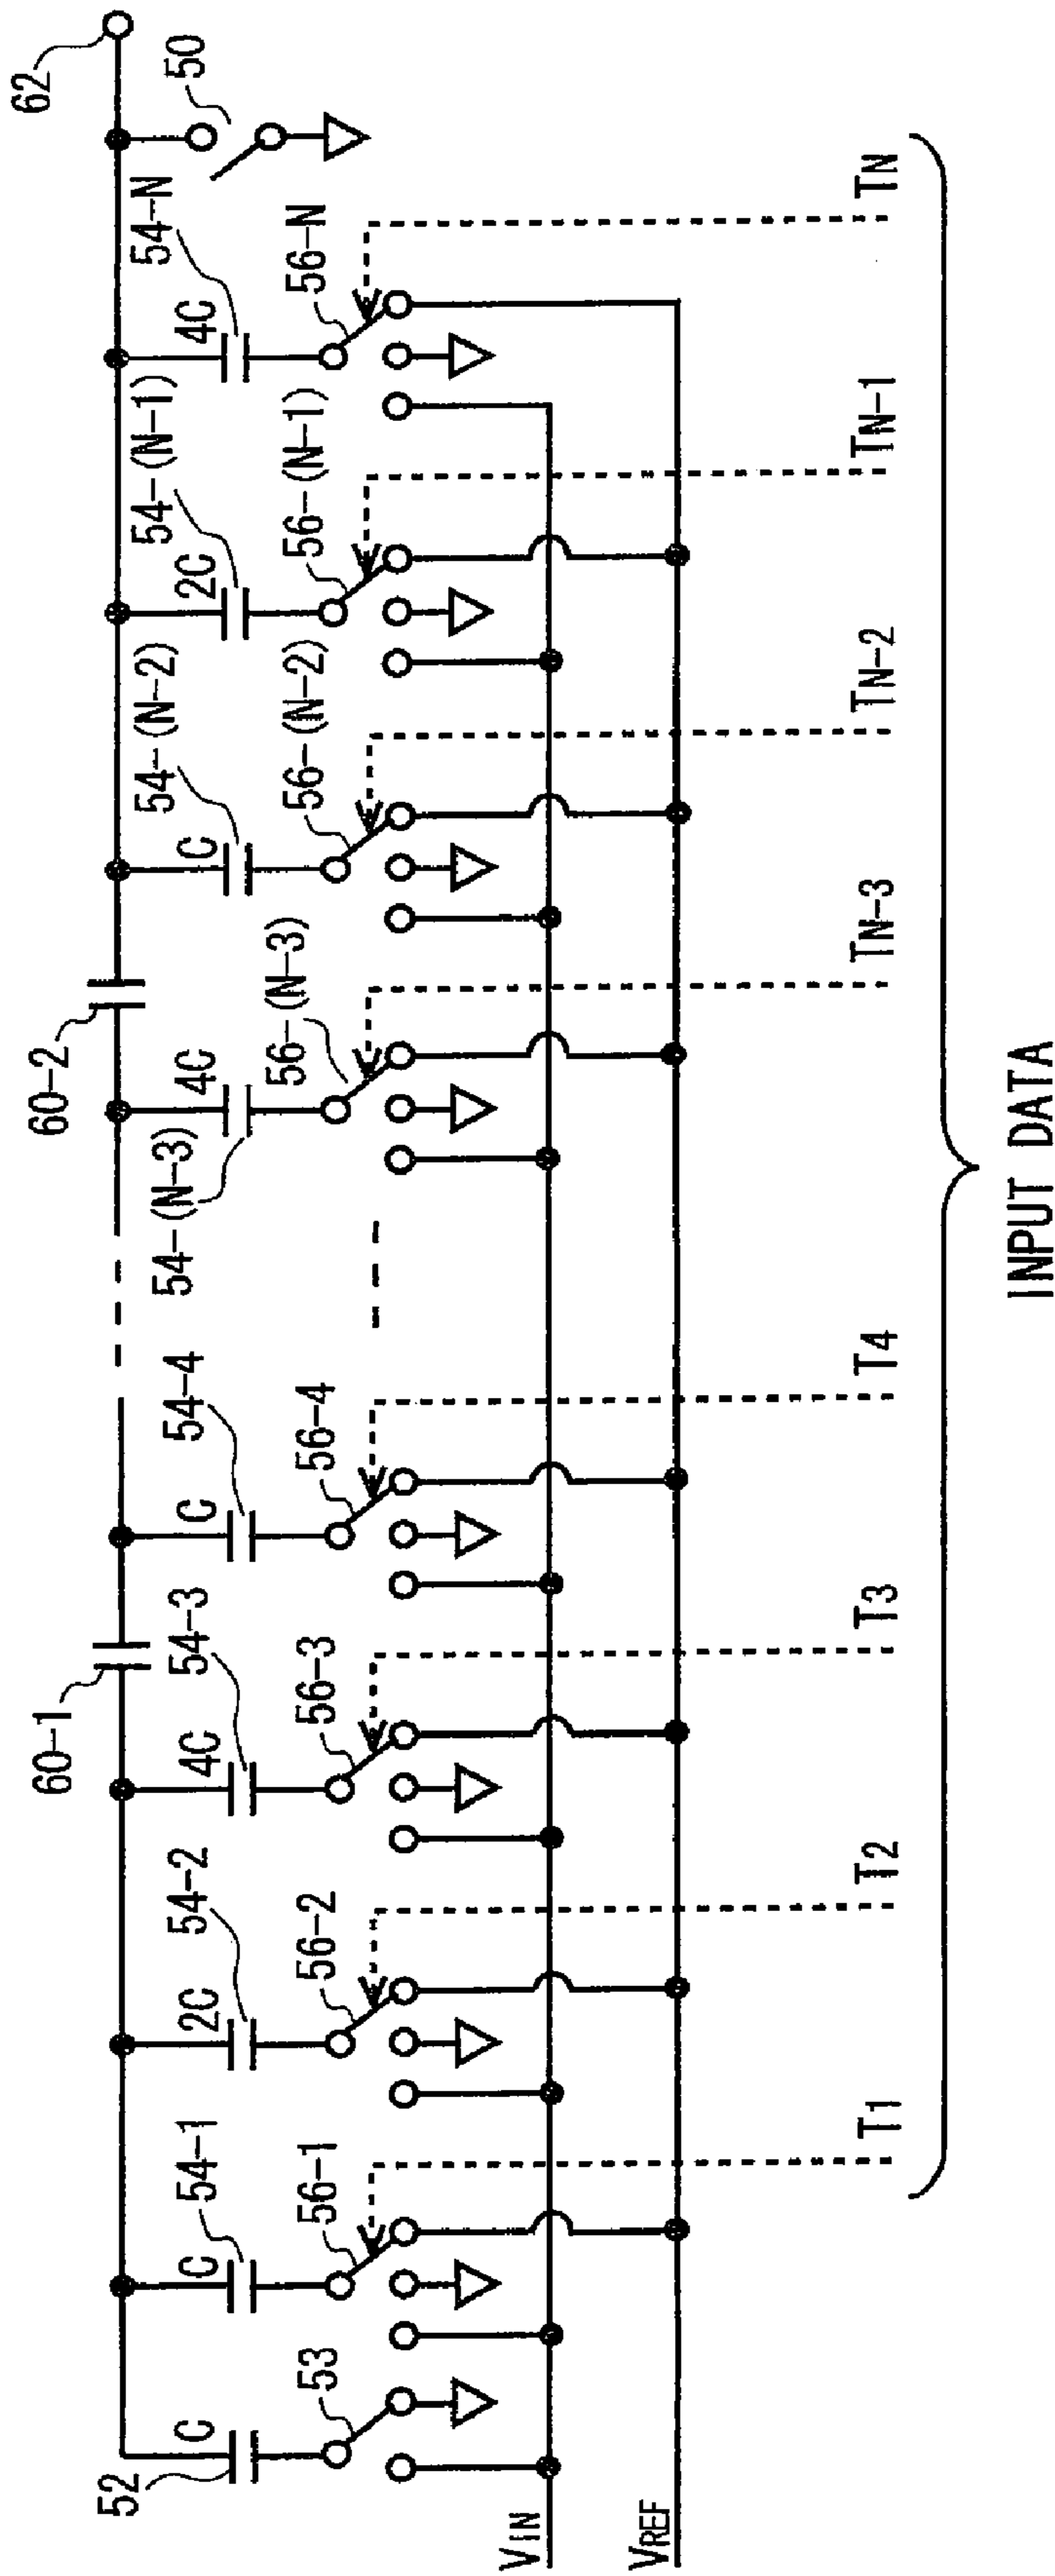 62
60-2
60-1
50
54-N
4C
54-(N-1)
2C
54-(N-2)
C
54-(N-3)
4C
54-4
C
54-3
4C
54-2
2C
54-1
C
52
C
56-N
56-(N-1)
56-(N-2)
56-(N-3)
56-4
56-3
56-2
56-1
53
VIN
VREF
T1
T2
T3
T4
TN-3
TN-2
TN-1
TN
INPUT DATA